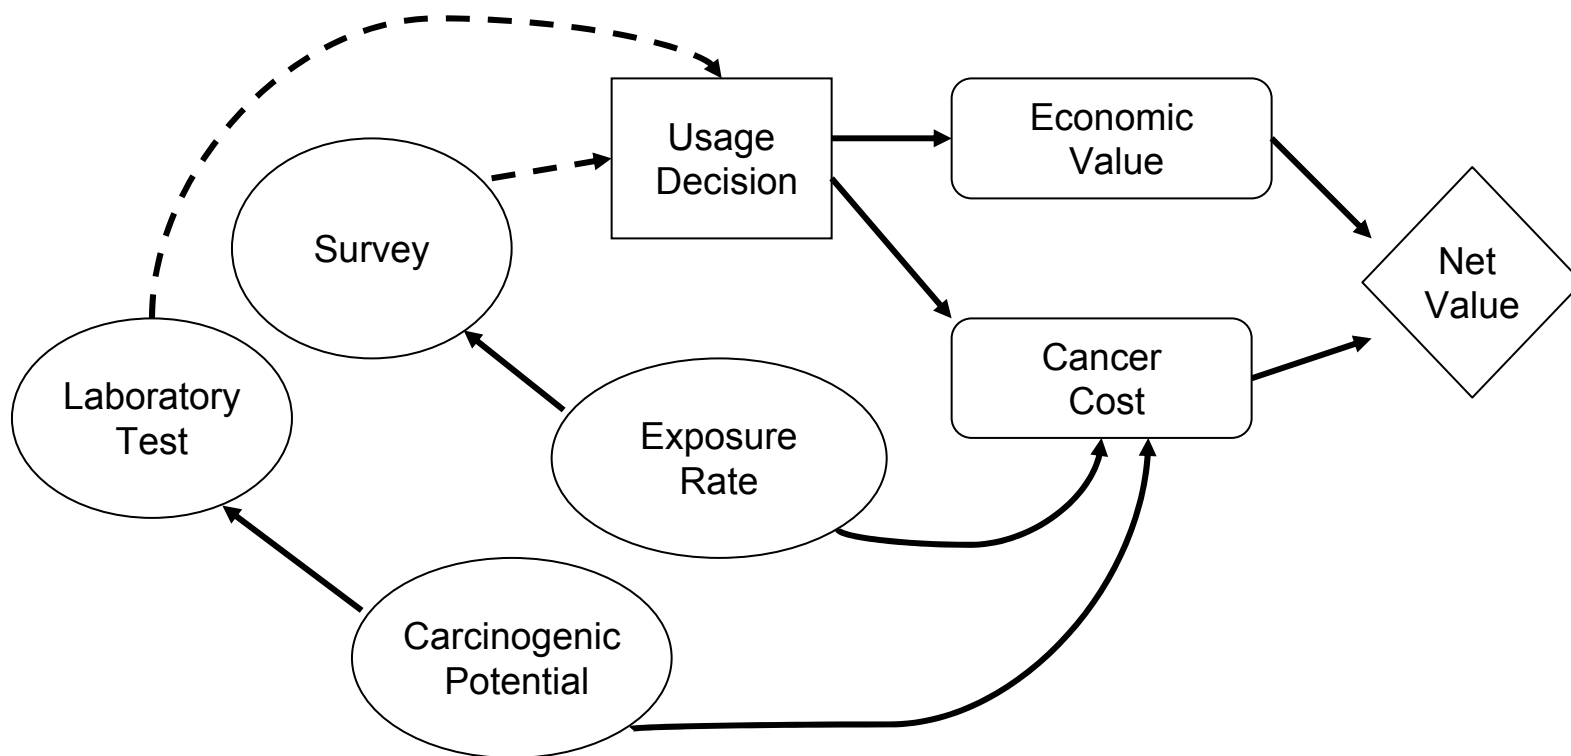 Usage
Decision
Economic
Value
Survey
Net
Value
Laboratory
Test
Cancer
Cost
Exposure
Rate
Carcinogenic
Potential